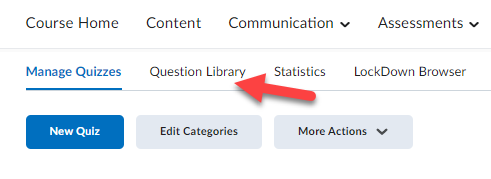 Course Home Content Communication Assessments
Manage Quizzes Question Library Statistics LockDown Browser
New Quiz Edit Categories More Actions